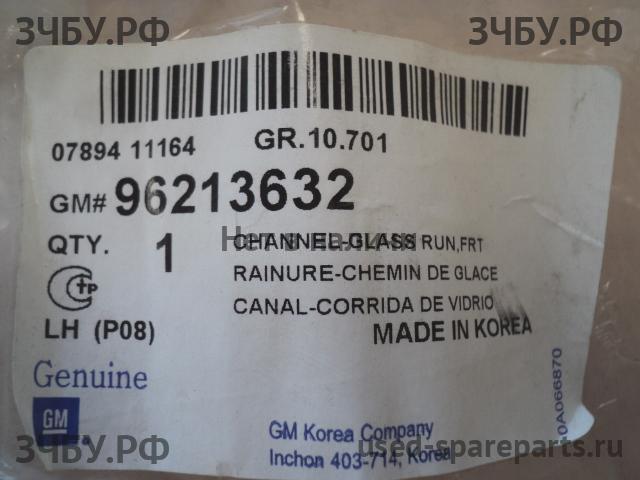 ЗЧБУ.РФ ЗЧБУ.РФ
07894 11164 GR.10.701
GM# 96213632
QTY. 1 CHANNEL-GLASS RUN,FRT
Нет в наличии
RAINURE-CHEMIN DE GLACE
CANAL-CORRIDA DE VIDRIO
LH (P08) MADE IN KOREA
Genuine
GM
GM Korea Company
Inchon 403-714, Korea
0A066870
ЗЧБУ.РФ used-spareparts.ru